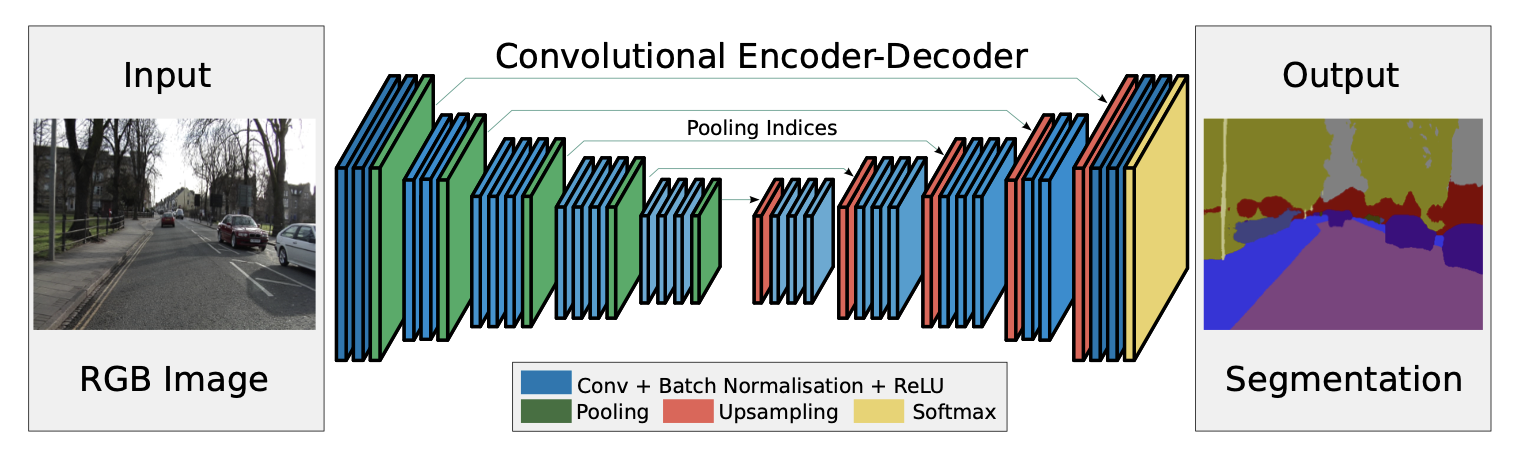 Convolutional Encoder-Decoder
Input
Output
Pooling Indices
RGB Image
Segmentation
Conv + Batch Normalisation + ReLU
Pooling Upsampling Softmax